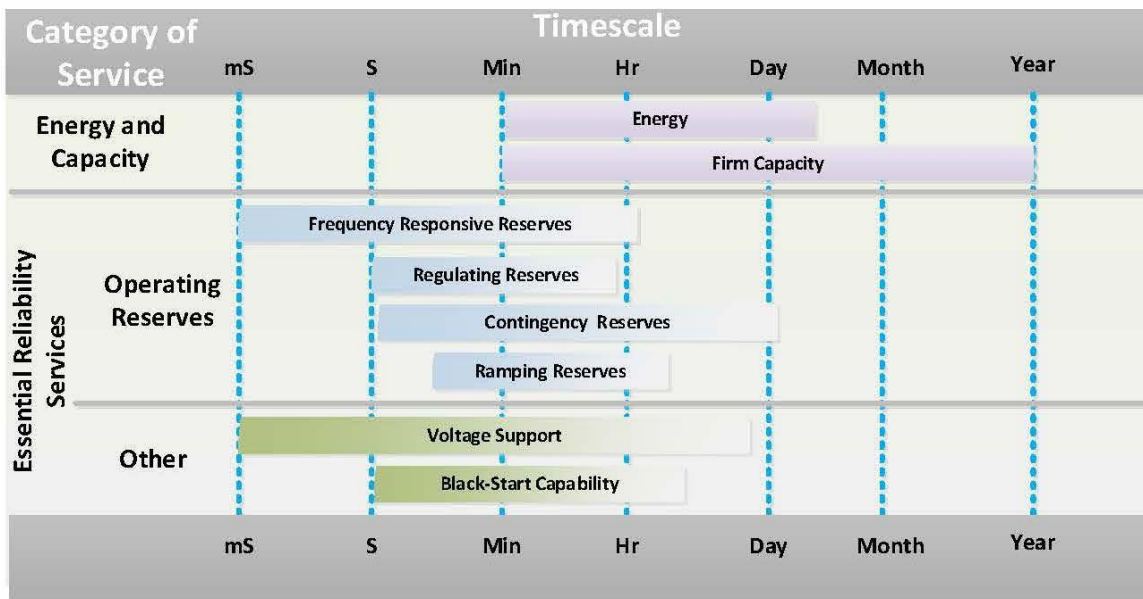 Category of Service
Timescale
mS S Min Hr Day Month Year
Energy and Capacity
Energy
Firm Capacity
Essential Reliability Services
Operating Reserves
Frequency Responsive Reserves
Regulating Reserves
Contingency Reserves
Ramping Reserves
Other
Voltage Support
Black-Start Capability
mS S Min Hr Day Month Year